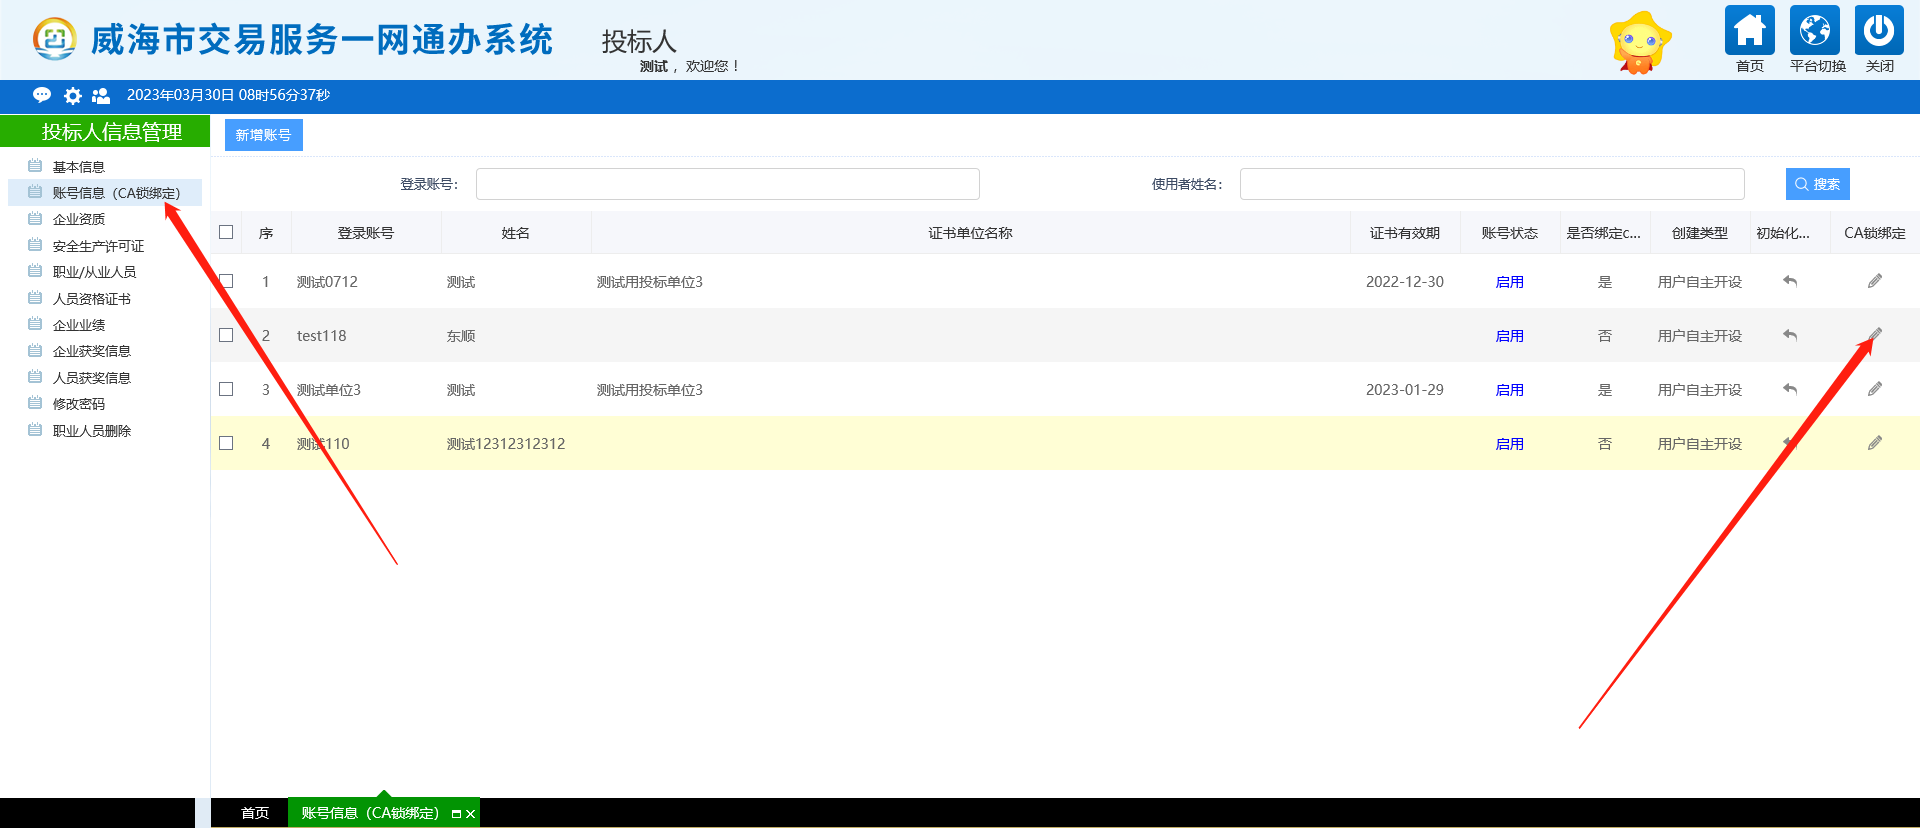 威海市交易服务一网通办系统
投标人
测试 ，欢迎您！
首页
平台切换
关闭
2023年03月30日 08时56分37秒
投标人信息管理
新增账号
基本信息
账号信息（CA锁绑定）
企业资质
安全生产许可证
职业/从业人员
人员资格证书
企业业绩
企业获奖信息
人员获奖信息
修改密码
职业人员删除
登录账号：
使用者姓名：
搜索
序 登录账号 姓名 证书单位名称 证书有效期 账号状态 是否绑定c... 创建类型 初始化... CA锁绑定
1 测试0712 测试 测试用投标单位3 2022-12-30 启用 是 用户自主开设
2 test118 东顺 启用 否 用户自主开设
3 测试单位3 测试 测试用投标单位3 2023-01-29 启用 是 用户自主开设
4 测试110 测试12312312312 启用 否 用户自主开设
首页
账号信息（CA锁绑定）